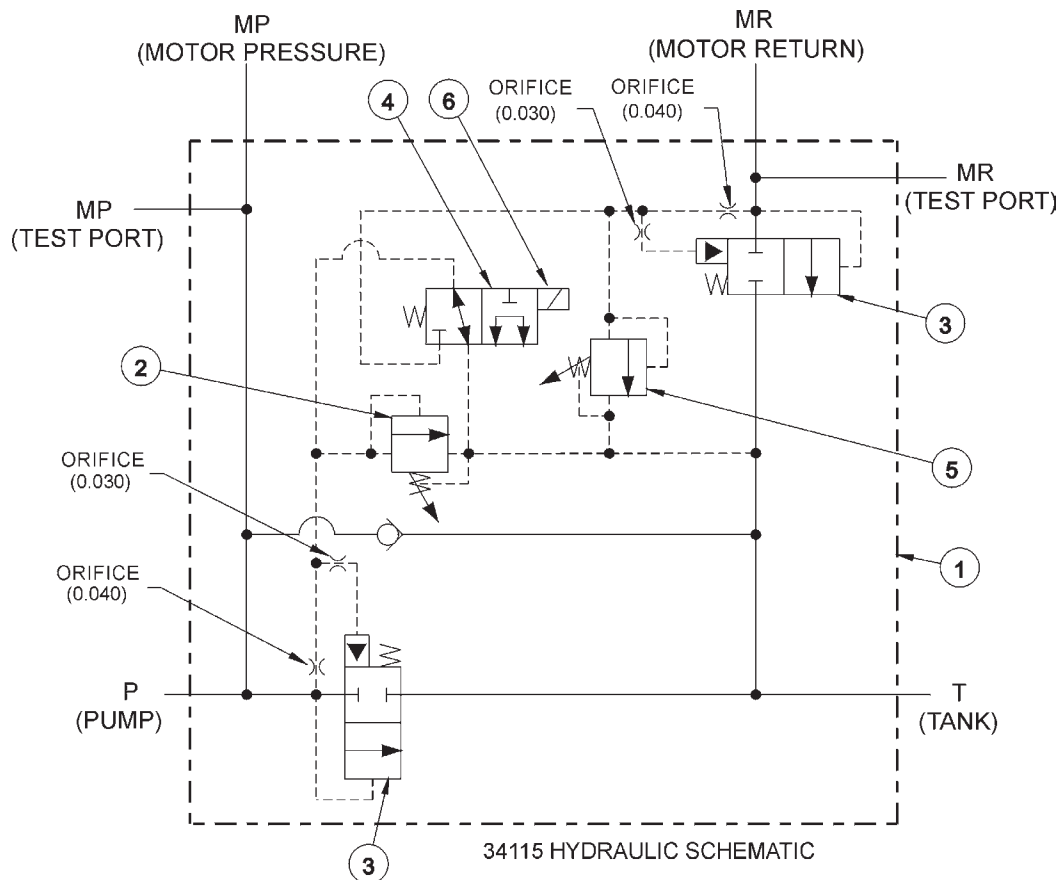 MP
(MOTOR PRESSURE)
MR
(MOTOR RETURN)
4
6
ORIFICE
(0.030)
ORIFICE
(0.040)
MP
(TEST PORT)
MR
(TEST PORT)
3
2
5
ORIFICE
(0.030)
ORIFICE
(0.040)
1
P
(PUMP)
T
(TANK)
3
34115 HYDRAULIC SCHEMATIC